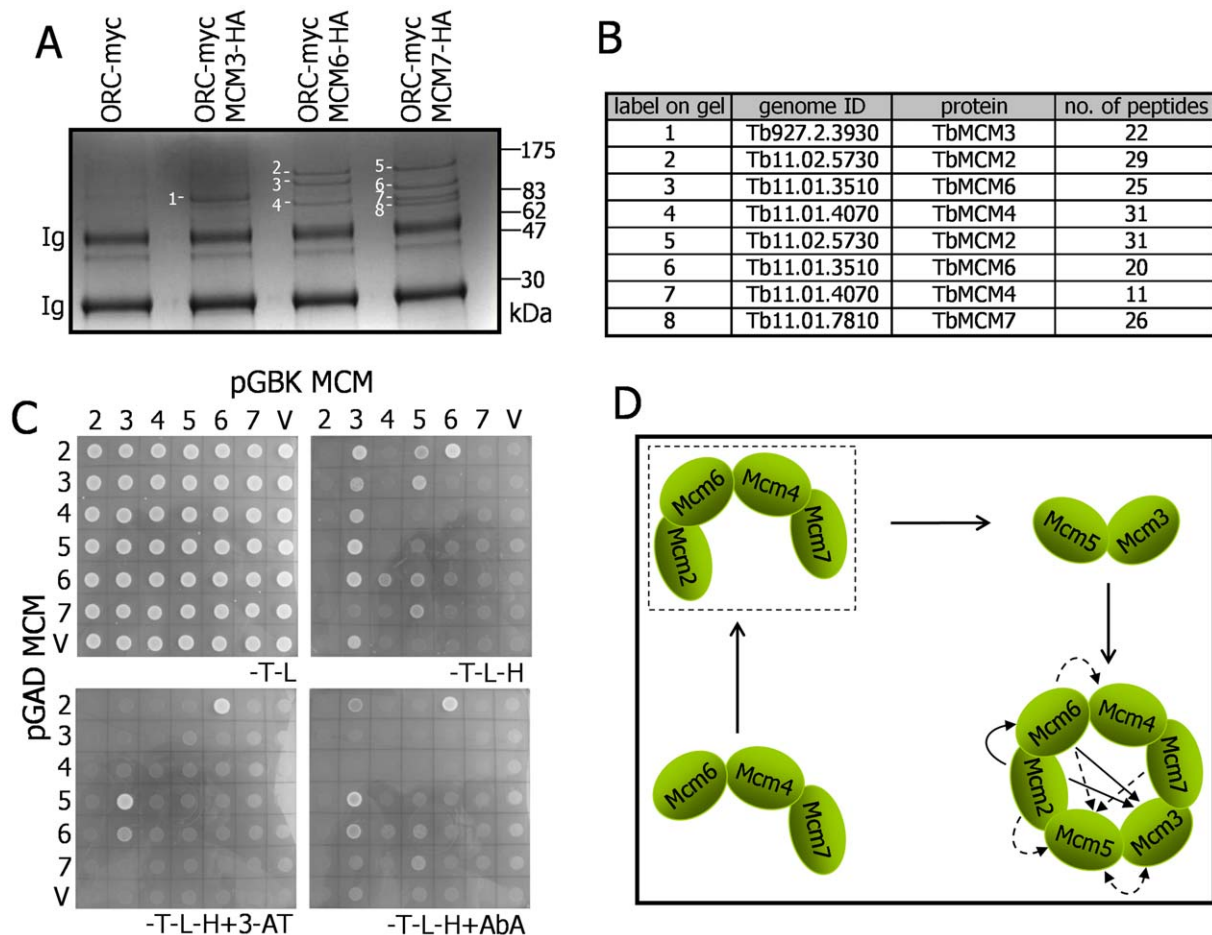 A
ORC-myc
ORC-myc MCM3-HA
ORC-myc MCM6-HA
ORC-myc MCM7-HA
1-
2-
3-
4-
5-
6-
7-
8-
Ig
Ig
175
83
62
47
30
kDa
B
label on gel genome ID protein no. of peptides
1 Tb927.2.3930 TbMCM3 22
2 Tb11.02.5730 TbMCM2 29
3 Tb11.01.3510 TbMCM6 25
4 Tb11.01.4070 TbMCM4 31
5 Tb11.02.5730 TbMCM2 31
6 Tb11.01.3510 TbMCM6 20
7 Tb11.01.4070 TbMCM4 11
8 Tb11.01.7810 TbMCM7 26
C
pGBK MCM
2 3 4 5 6 7 V 2 3 4 5 6 7 V
pGAD MCM
2
3
4
5
6
7
V
-T-L
-T-L-H
2
3
4
5
6
7
V
-T-L-H+3-AT
-T-L-H+AbA
D
Mcm6
Mcm4
Mcm2
Mcm7
Mcm5
Mcm3
Mcm6
Mcm4
Mcm7
Mcm6
Mcm4
Mcm2
Mcm7
Mcm5
Mcm3